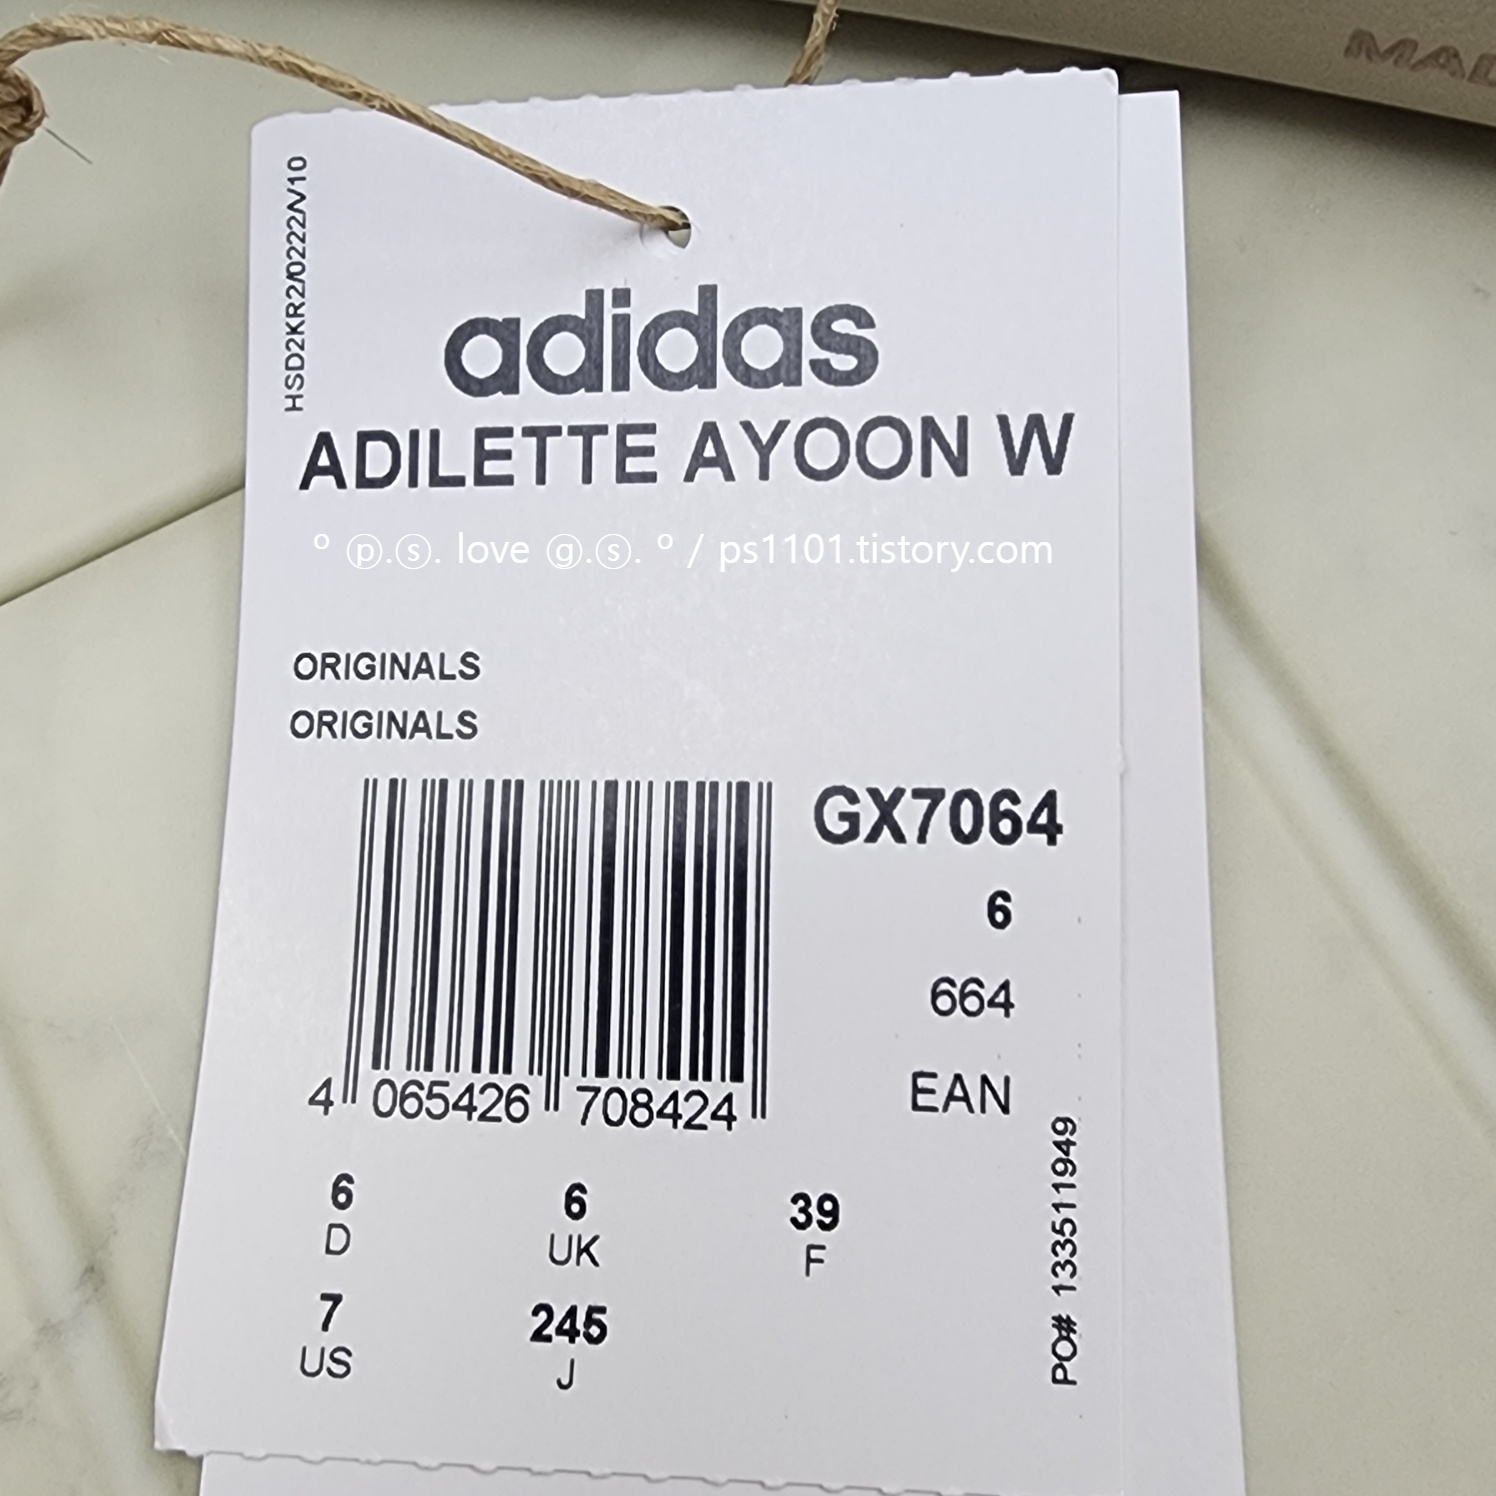 MAD
HSD2KR2/0222/V10
adidas
ADILETTE AYOON W
° ⓟ.ⓢ. love ⓖ.ⓢ. ° / ps1101.tistory.com
ORIGINALS
ORIGINALS
GX7064
6
664
EAN
4 065426 708424
6 6 39
D UK F
7 245
US J
PO# 133511949